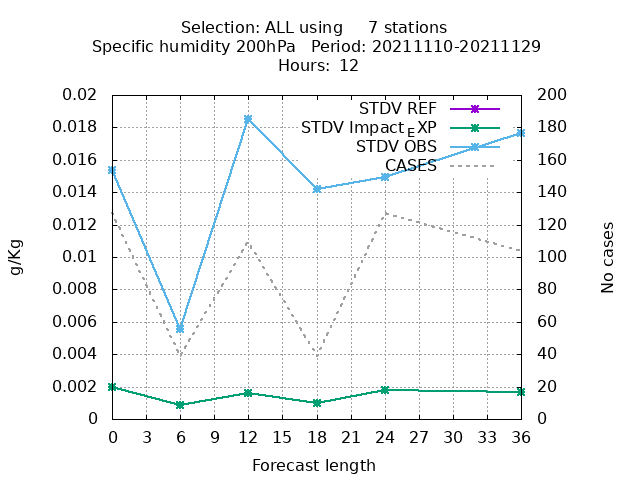 Selection: ALL using     7 stations
Specific humidity 200hPa   Period: 20211110-20211129
Hours:  12
STDV REF
STDV Impact_EXP
STDV OBS
CASES
0.02
0.018
0.016
0.014
0.012
0.01
0.008
0.006
0.004
0.002
0
200
180
160
140
120
100
80
60
40
20
0
g/Kg
No cases
0 3 6 9 12 15 18 21 24 27 30 33 36
Forecast length